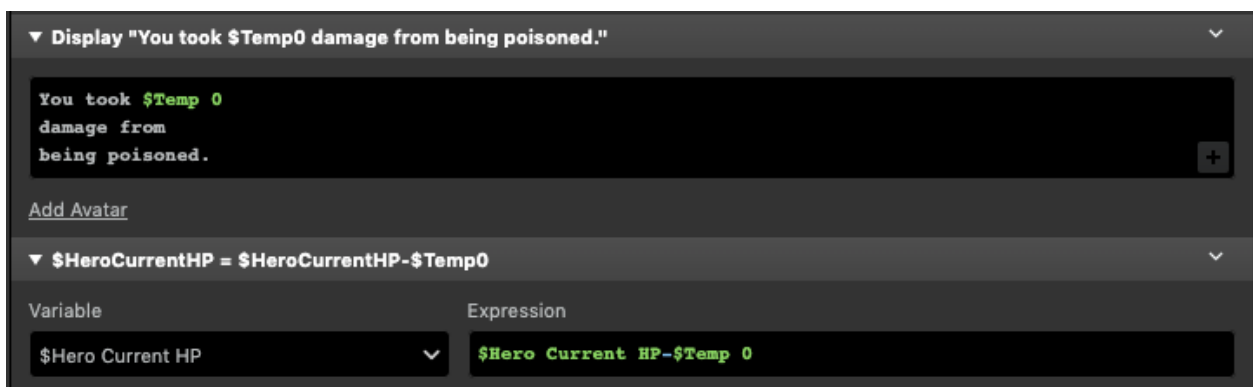 ▼ Display "You took $Temp0 damage from being poisoned."
You took $Temp 0
damage from
being poisoned.
+
Add Avatar
▼ $HeroCurrentHP = $HeroCurrentHP-$Temp0
Variable Expression
$Hero Current HP $Hero Current HP-$Temp 0